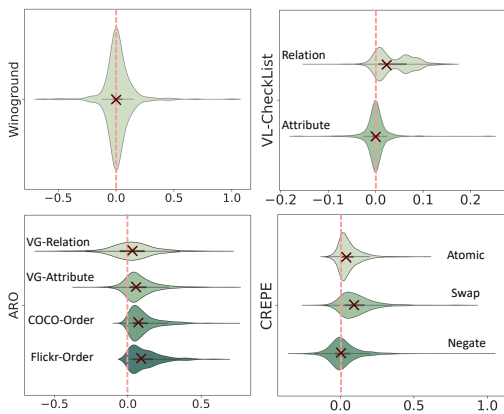 Winoground
−0.5 0.0 0.5 1.0
VL-CheckList
Relation
Attribute
−0.2 −0.1 0.0 0.1 0.2
ARO
VG-Relation
VG-Attribute
COCO-Order
Flickr-Order
−0.5 0.0 0.5
CREPE
Atomic
Swap
Negate
0.0 0.5 1.0